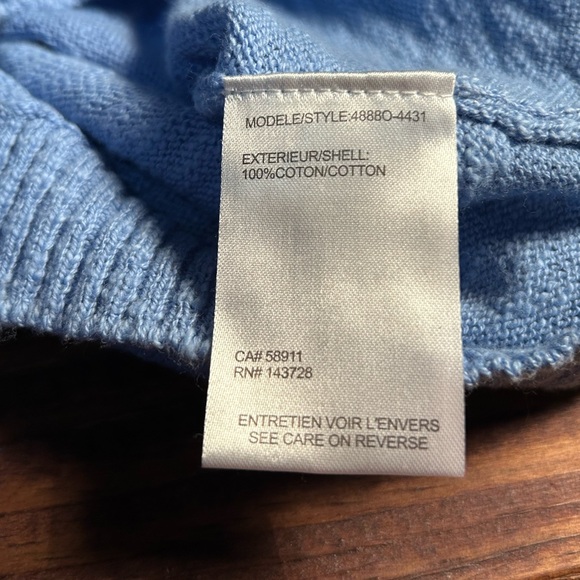 MODELE/STYLE:4888O-4431
EXTERIEUR/SHELL:
100%COTON/COTTON
CA# 58911
RN# 143728
ENTRETIEN VOIR L'ENVERS
SEE CARE ON REVERSE